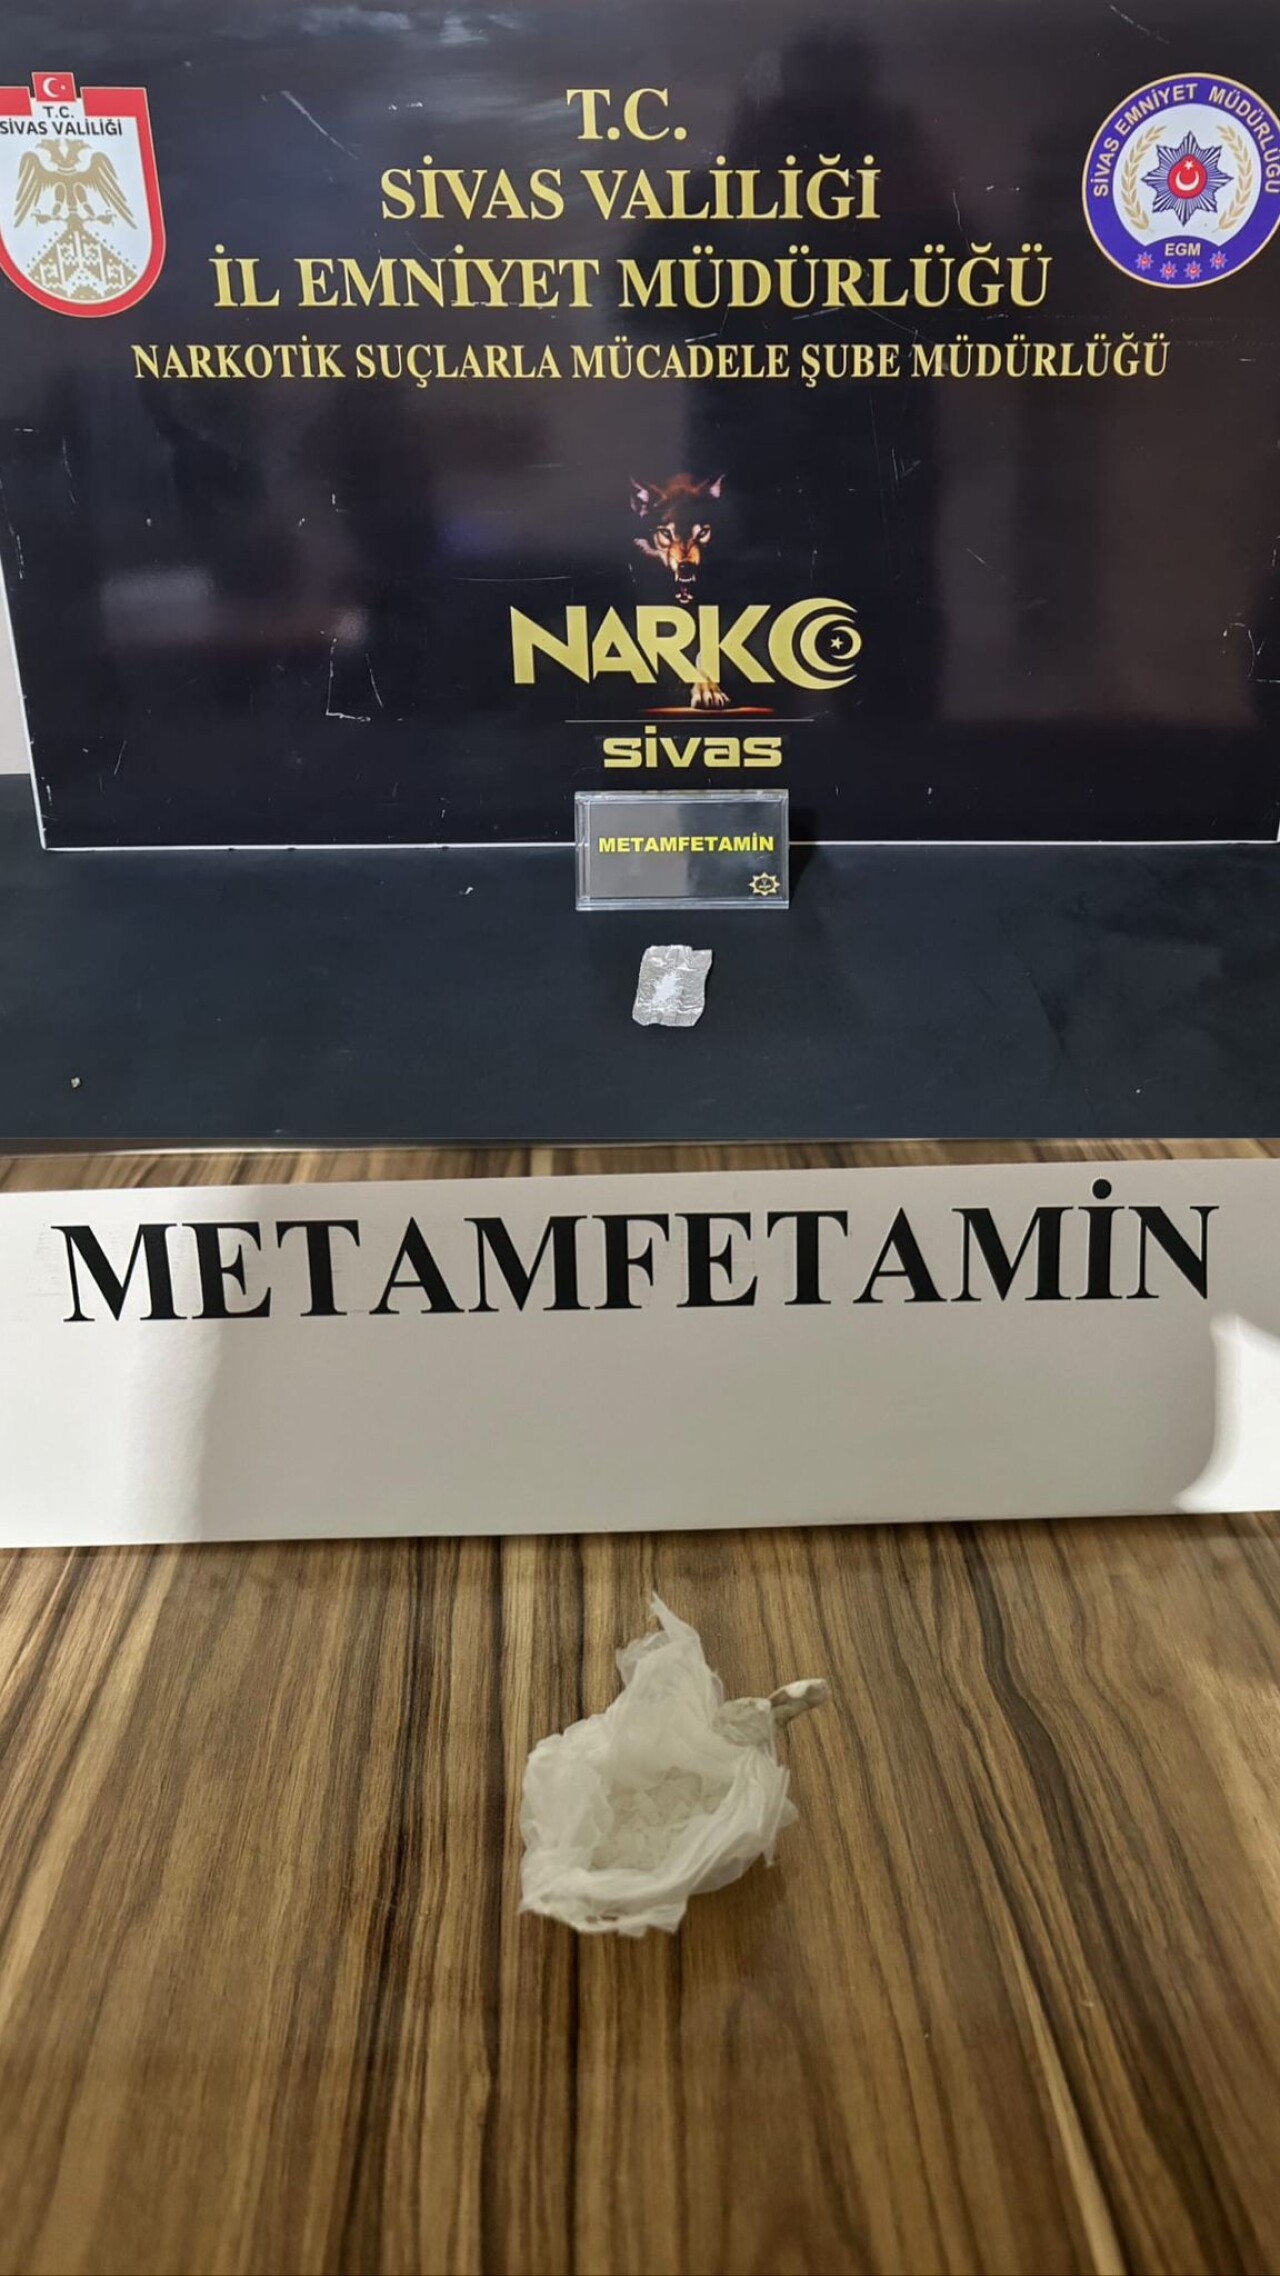 T.C.
SİVAS VALİLİĞİ
T.C.
SİVAS VALİLİĞİ
İL EMNİYET MÜDÜRLÜĞÜ
NARKOTİK SUÇLARLA MÜCADELE ŞUBE MÜDÜRLÜĞÜ
SİVAS EMNİYET MÜDÜRLÜĞÜ
EGM
NARKO
sivas
METAMFETAMİN
METAMFETAMİN